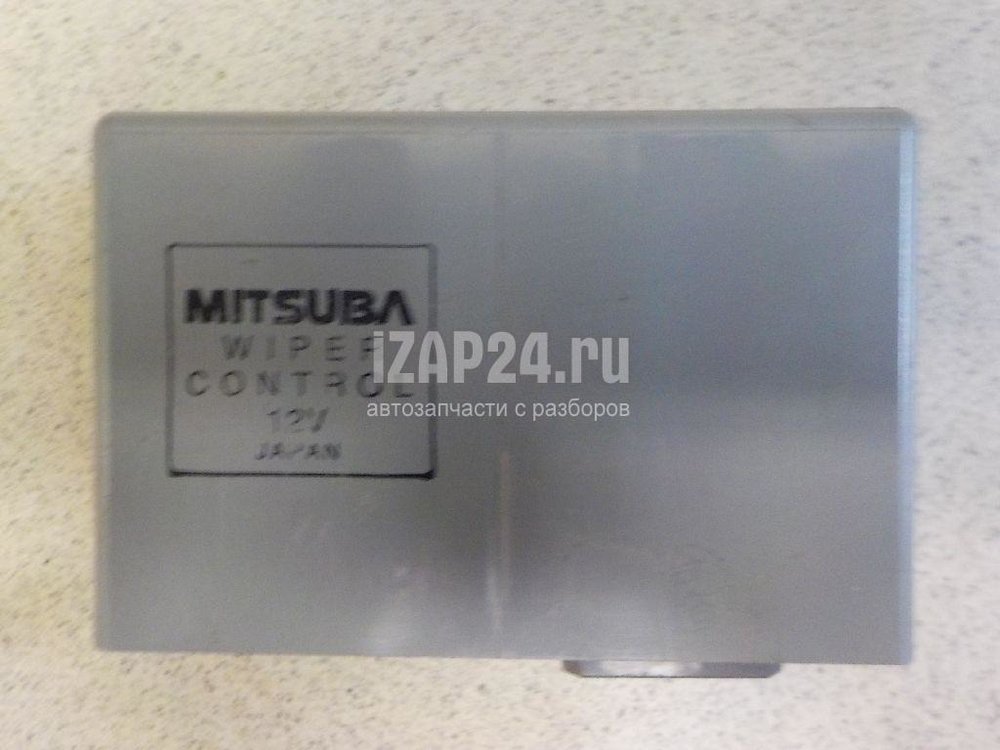 MITSUBA
WIPER
CONTROL
12V
JAPAN
iZAP24.ru
автозапчасти с разборов